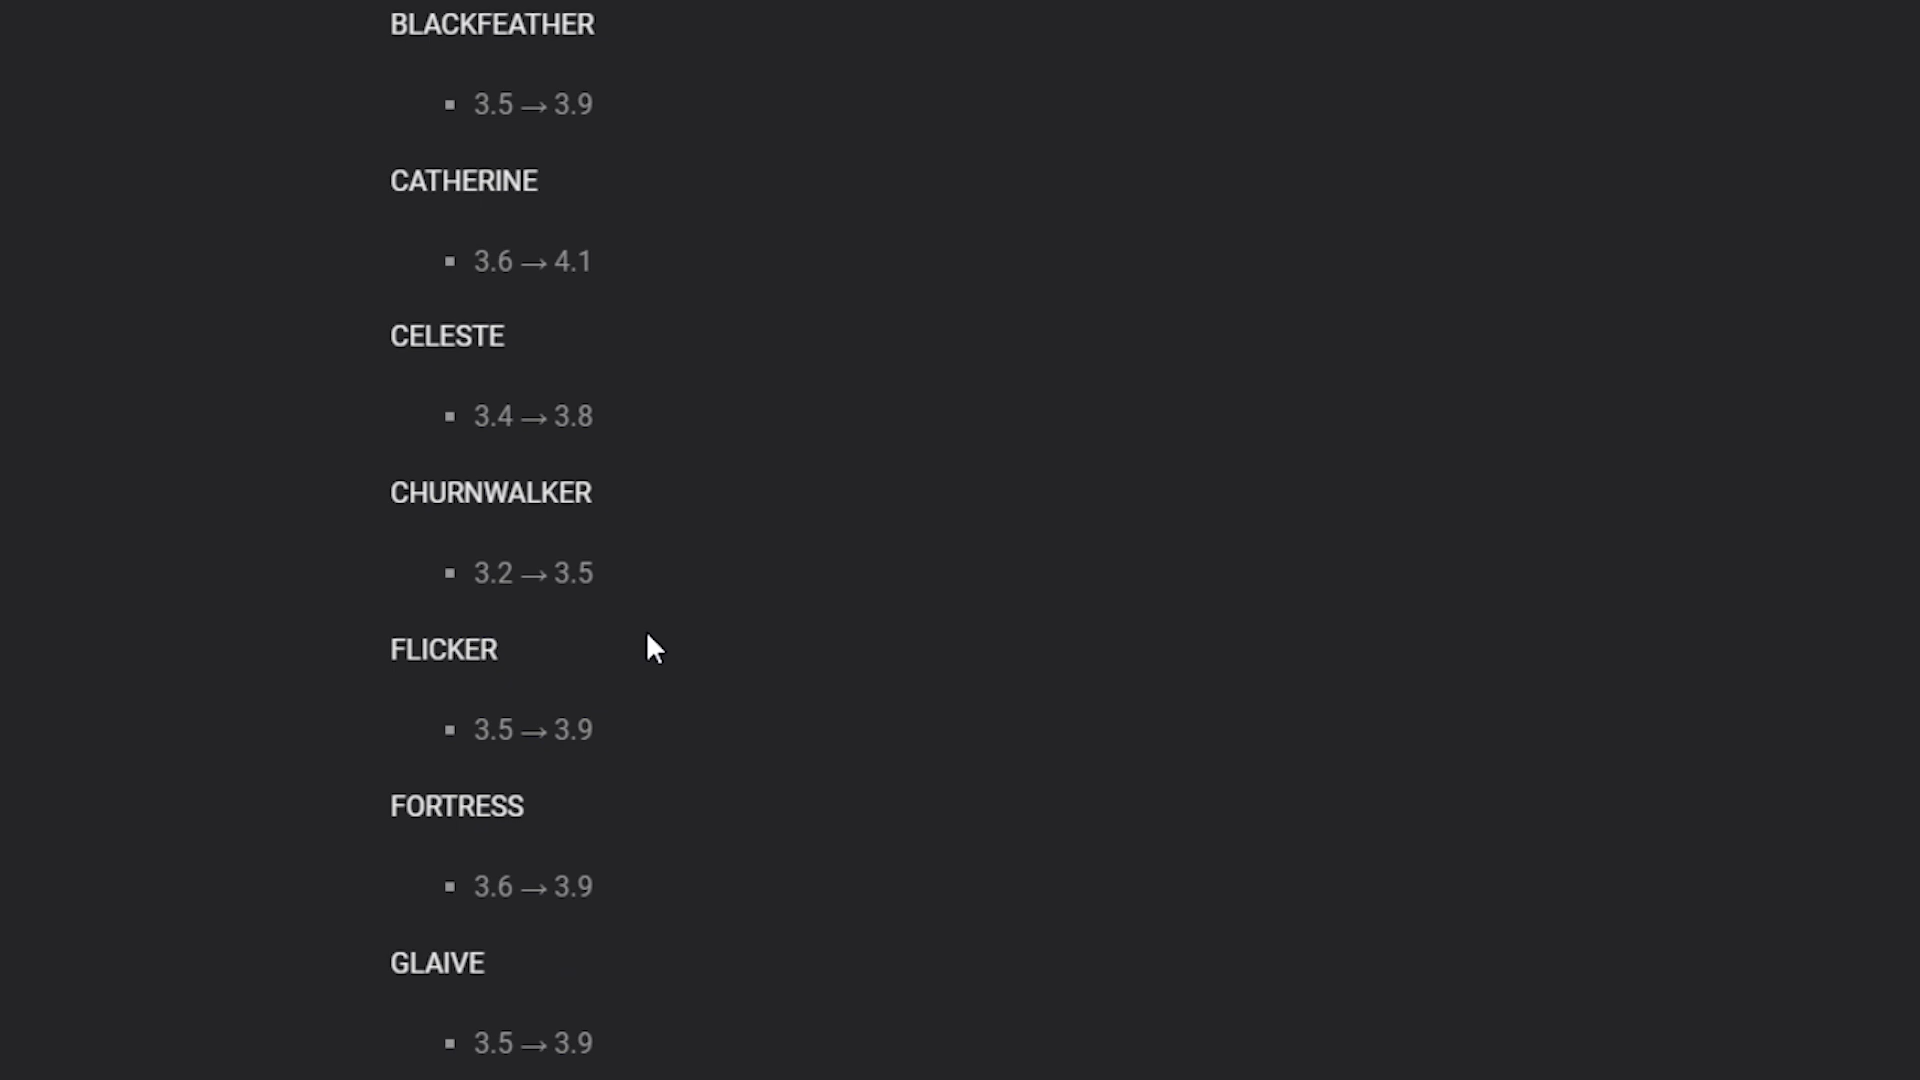 BLACKFEATHER
▪ 3.5 → 3.9
CATHERINE
▪ 3.6 → 4.1
CELESTE
▪ 3.4 → 3.8
CHURNWALKER
▪ 3.2 → 3.5
FLICKER
▪ 3.5 → 3.9
FORTRESS
▪ 3.6 → 3.9
GLAIVE
▪ 3.5 → 3.9